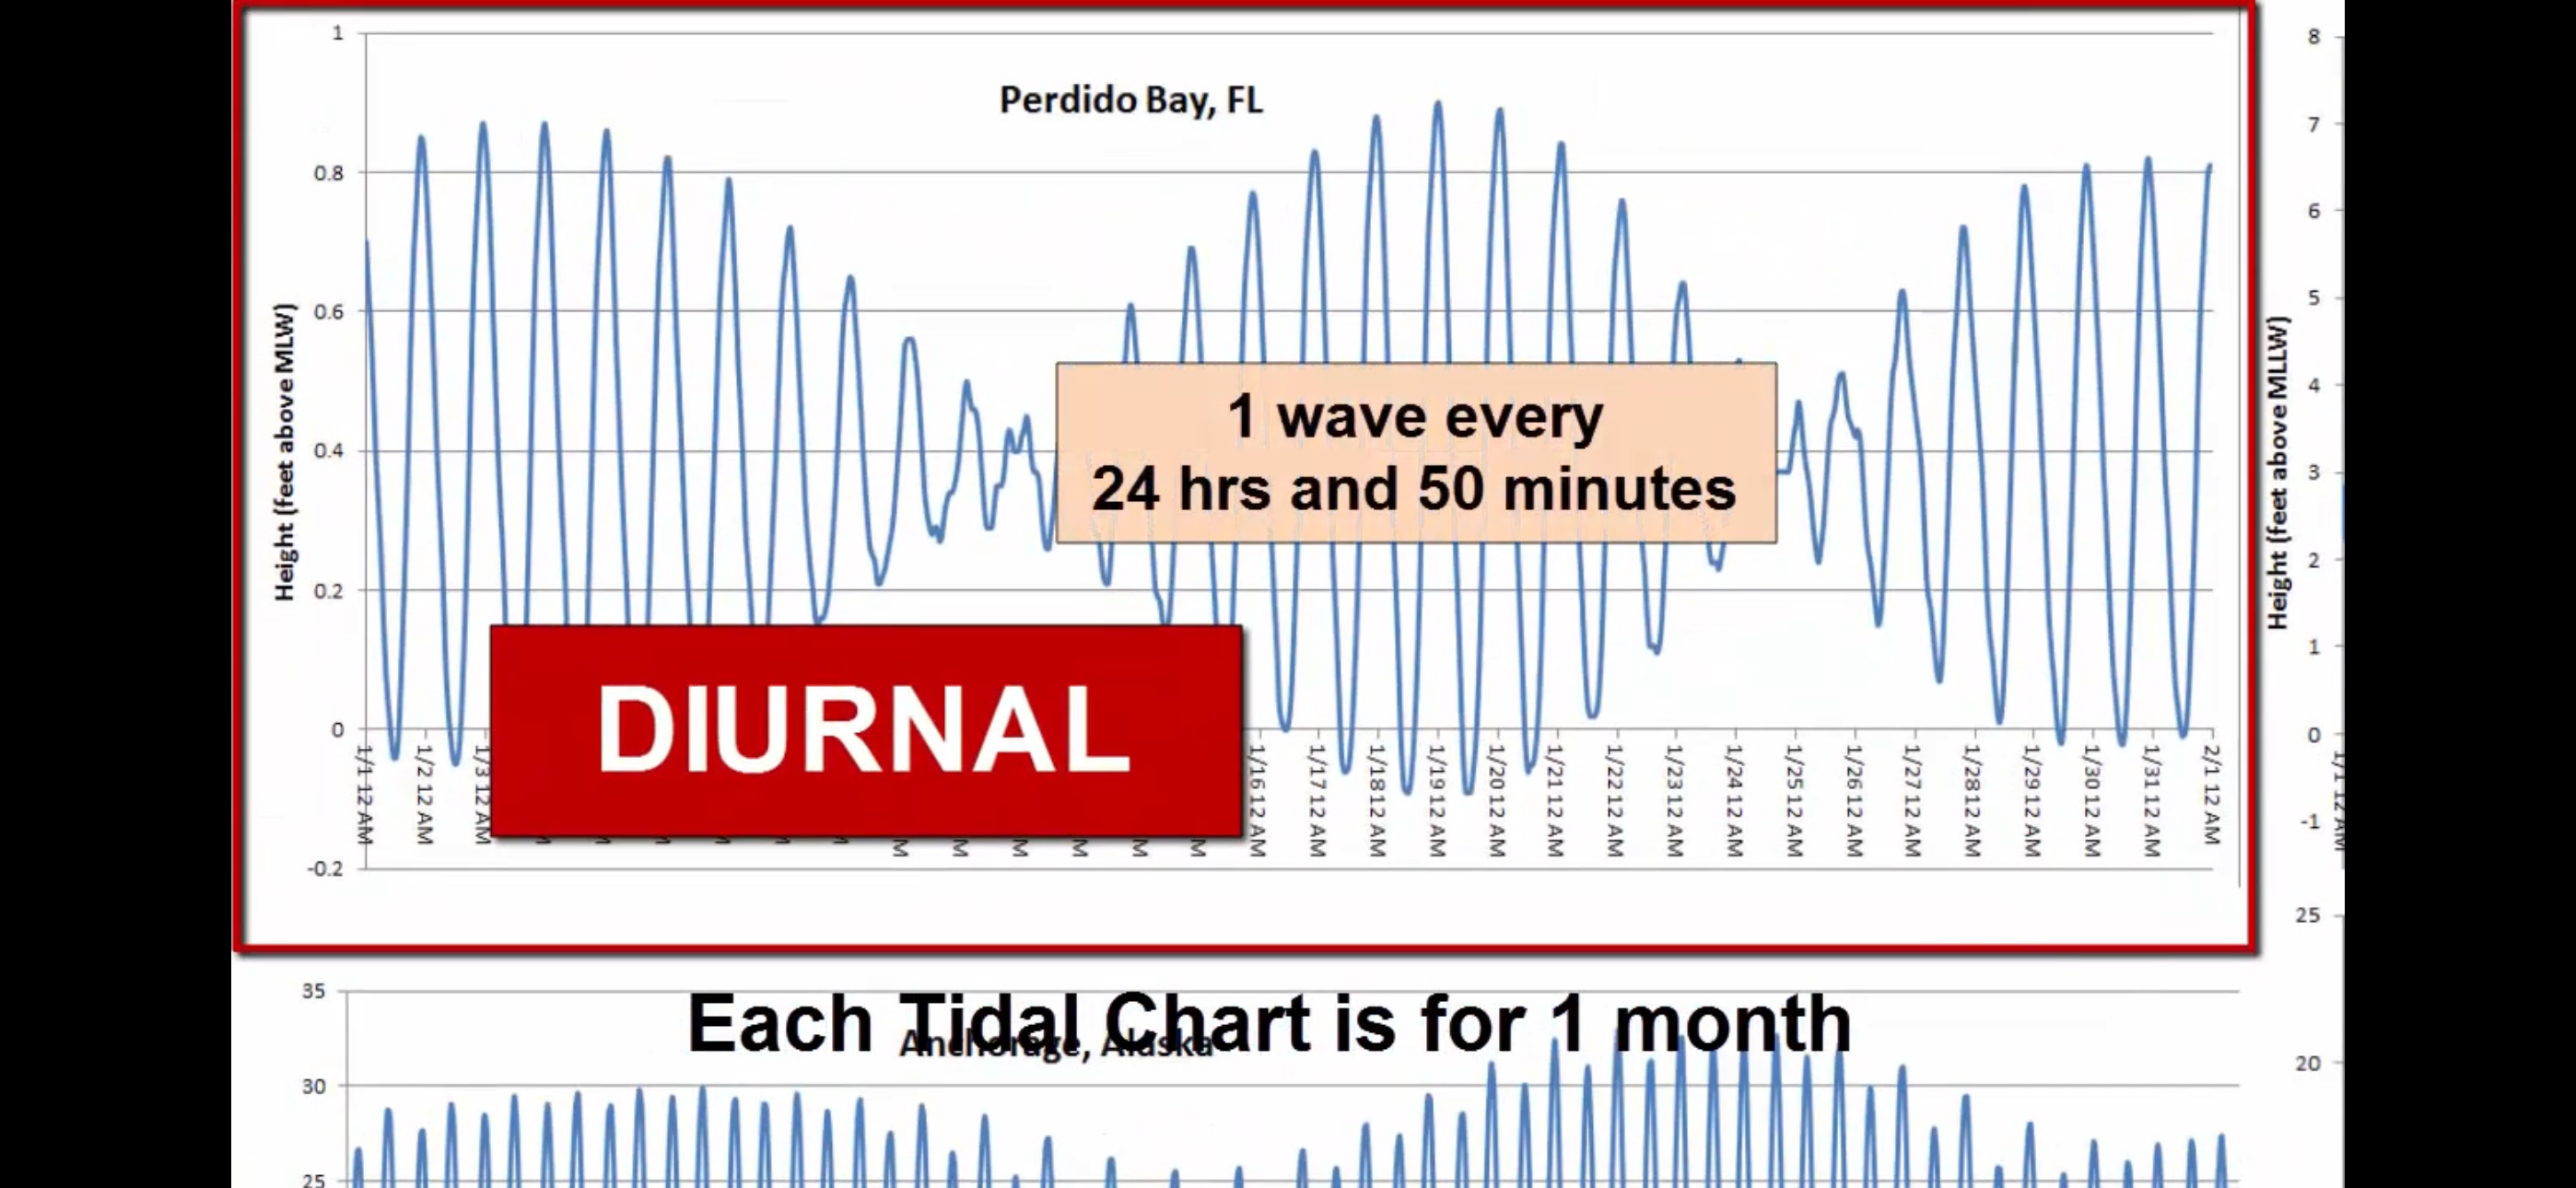 Perdido Bay, FL
Height (feet above MLW)
1
0.8
0.6
0.4
0.2
0
-0.2
1 wave every
24 hrs and 50 minutes
DIURNAL
1/1 12 AM
1/2 12 AM
1/3 12 AM
1/16 12 AM
1/17 12 AM
1/18 12 AM
1/19 12 AM
1/20 12 AM
1/21 12 AM
1/22 12 AM
1/23 12 AM
1/24 12 AM
1/25 12 AM
1/26 12 AM
1/27 12 AM
1/28 12 AM
1/29 12 AM
1/30 12 AM
1/31 12 AM
2/1 12 AM
Height (feet above MLLW)
8
7
6
5
4
3
2
1
0
-1
1/1 12 AM
25
20
Each Tidal Chart is for 1 month
Anchorage, Alaska
35
30
25